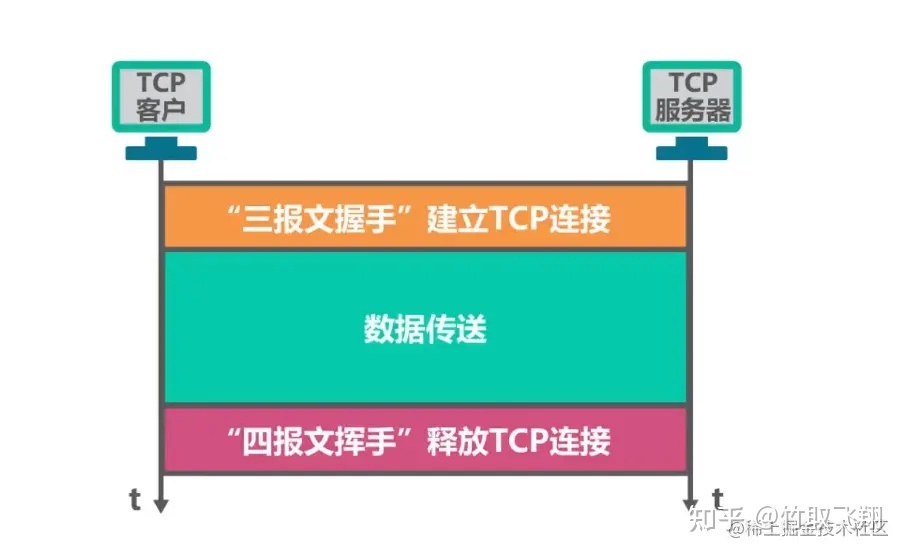 TCP
客户
TCP
服务器
“三报文握手”建立TCP连接
数据传送
“四报文挥手”释放TCP连接
t
t
知乎 @竹取飞翔
@稀土掘金技术社区